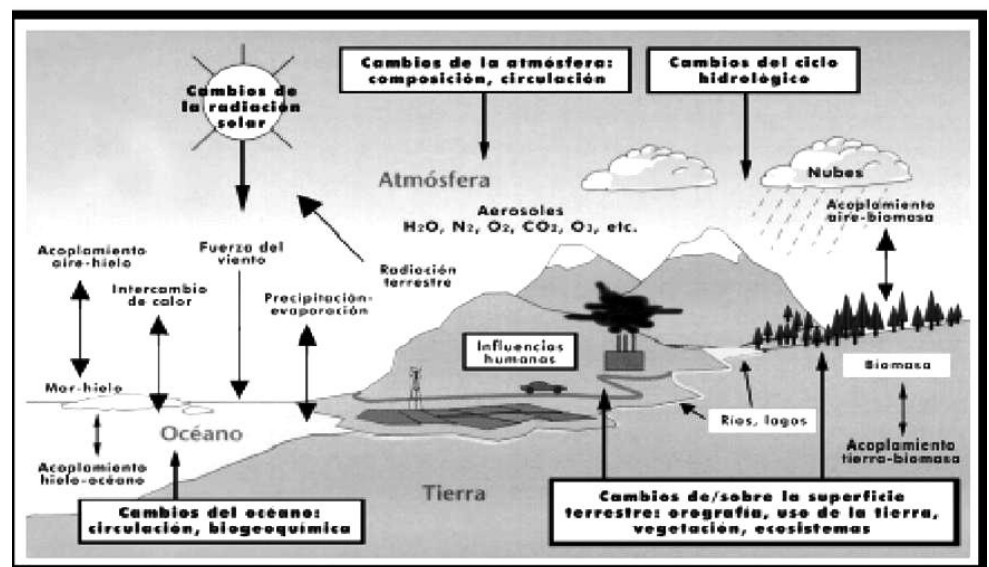 Cambios de la atmósfera:
composición, circulación
Cambios del ciclo
hidrológico
Cambios de
la radiación
solar
Nubes
Atmósfera
Acoplamiento
aire-biomasa
Aerosoles
H2O, N2, O2, CO2, O3, etc.
Acoplamiento
aire-hielo
Fuerza del
viento
Radiación
terrestre
Intercambio
de calor
Precipitación-
evaporación
Influencias
humanas
Mar-hielo
Biomasa
Ríos, lagos
Océano
Acoplamiento
hielo-océano
Acoplamiento
tierra-biomasa
Tierra
Cambios del océano:
circulación, biogeoquímica
Cambios de/sobre la superficie
terrestre: orografía, uso de la tierra,
vegetación, ecosistemas